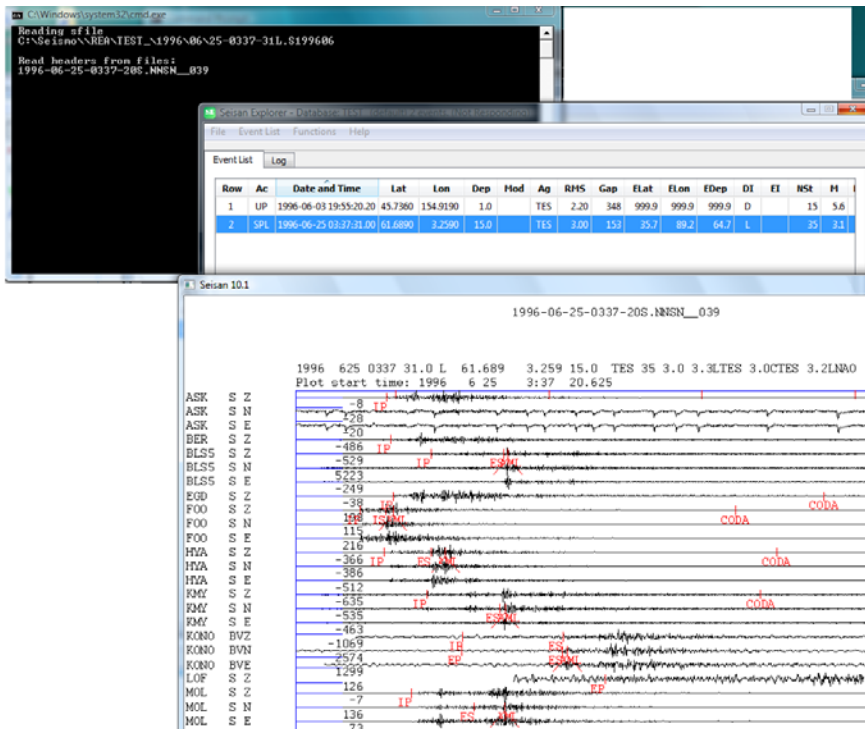 C:\Windows\system32\cmd.exe
Reading sfile
C:\Seismo\\REA\TEST_\1996\06\25-0337-31L.S199606
Read headers from files:
1996-06-25-0337-20S.NNSN__039
Seisan Explorer - Database: TEST
File Event List Functions Help
Event List Log
Row Ac Date and Time Lat Lon Dep Mod Ag RMS Gap ELat ELon EDep DI EI NSt M
1 UP 1996-06-03 19:55:20.20 45.7360 154.9190 1.0 TES 2.20 348 999.9 999.9 999.9 D 15 5.6
2 SPL 1996-06-25 03:37:31.00 61.6890 3.2590 15.0 TES 3.00 153 35.7 89.2 64.7 L 35 3.1
Seisan 10.1
1996-06-25-0337-20S.NNSN__039
1996 625 0337 31.0 L 61.689 3.259 15.0 TES 35 3.0 3.3LTES 3.0CTES 3.2LNAO
Plot start time: 1996 6 25 3:37 20.625
ASK S Z
-8 IP
ASK S N
-28
ASK S E
-20
BER S Z
-486 IP
BLS5 S Z
-529 IP
BLS5 S N
5223
BLS5 S E
-249
EGD S Z
-38 IP CODA
FOO S Z
CODA
FOO S N
115
FOO S E
216
HYA S Z
-366 IP ES AML CODA
HYA S N
-386
HYA S E
-512
KMY S Z
-635 IP CODA
KMY S N
-535
KMY S E
-463
KONO BVZ
-1069 IP ES
KONO BVN
2574 EP
KONO BVE
1299
LOF S Z
126 EP
MOL S Z
-7 IP
MOL S N
136 ES AML
MOL S E
73